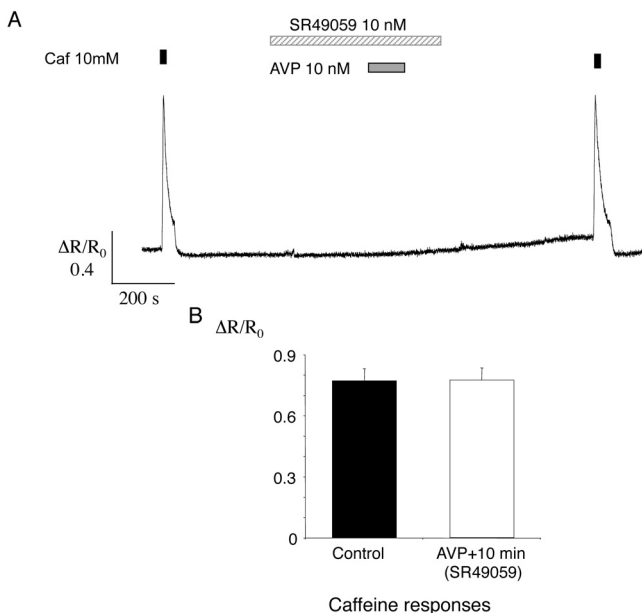 A
SR49059 10 nM
Caf 10mM
AVP 10 nM
ΔR/R0
0.4
200 s
B
ΔR/R0
0.9
0.6
0.3
0
Control
AVP+10 min
(SR49059)
Caffeine responses